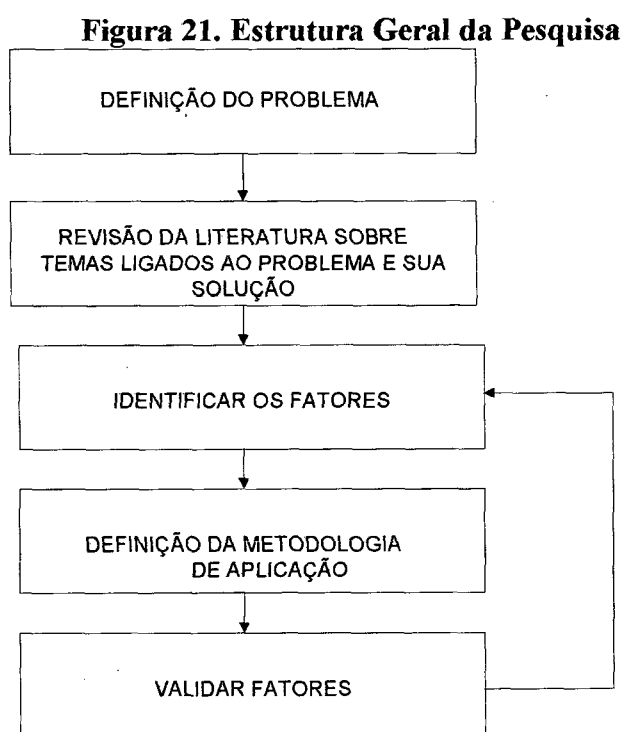 Figura 21. Estrutura Geral da Pesquisa
DEFINIÇÃO DO PROBLEMA
REVISÃO DA LITERATURA SOBRE
TEMAS LIGADOS AO PROBLEMA E SUA
SOLUÇÃO
IDENTIFICAR OS FATORES
DEFINIÇÃO DA METODOLOGIA
DE APLICAÇÃO
VALIDAR FATORES